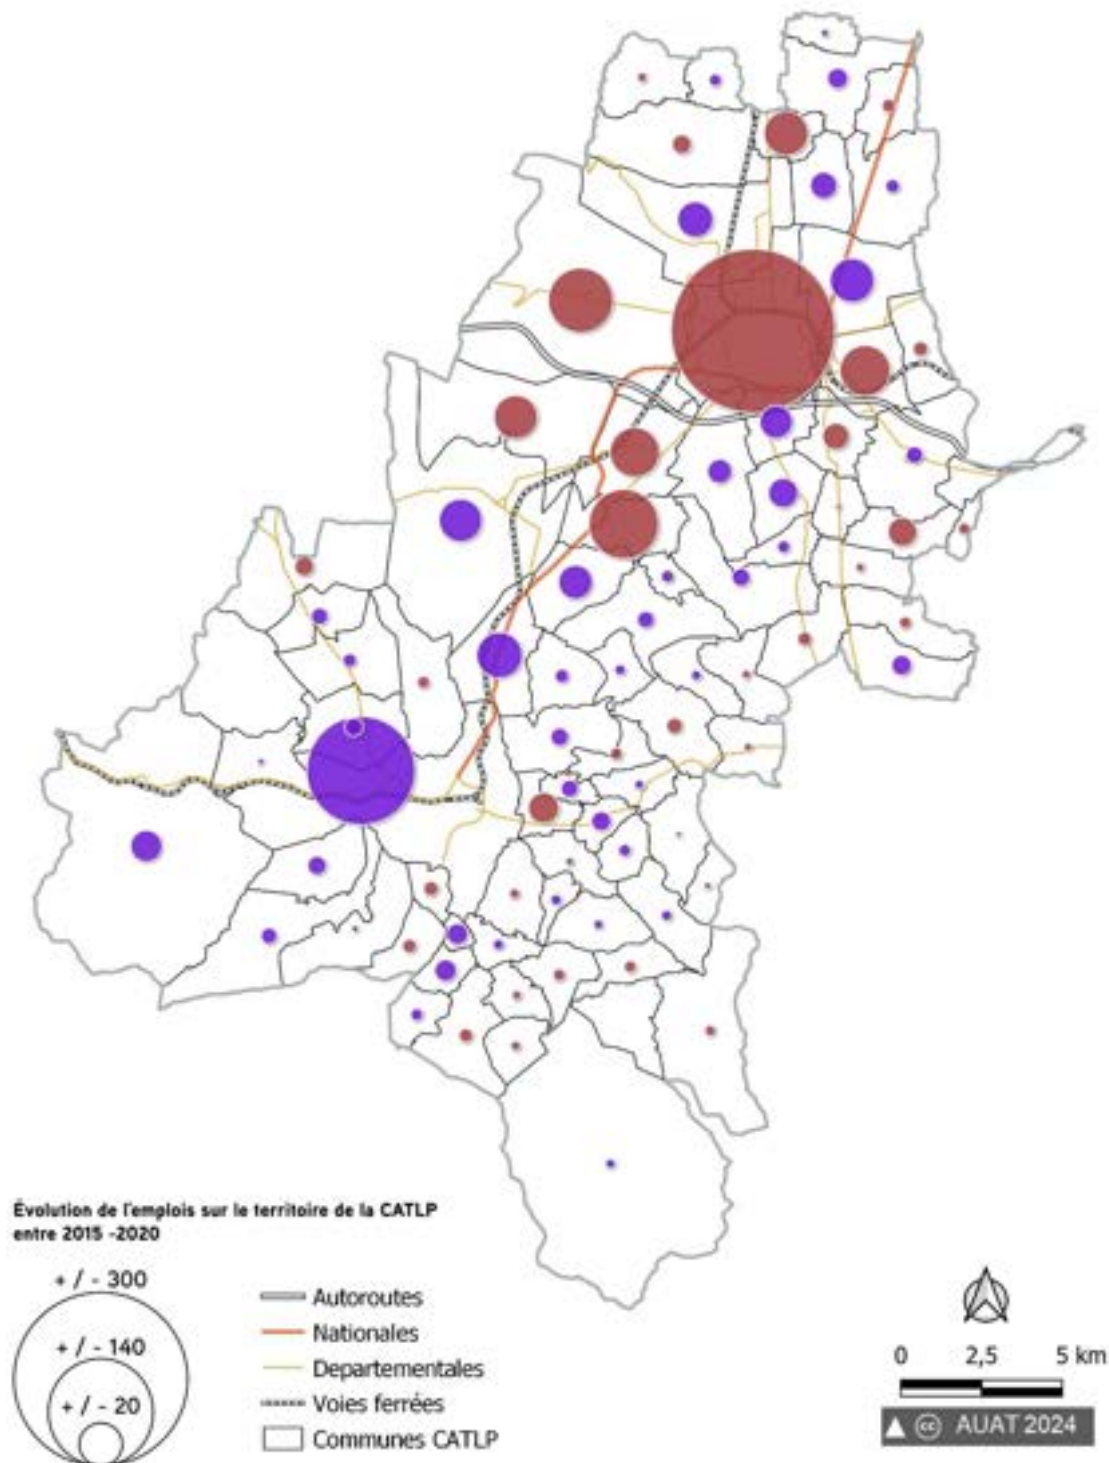 Évolution de l'emplois sur le territoire de la CATLP
entre 2015 -2020
+ / - 300
+ / - 140
+ / - 20
Autoroutes
Nationales
Departementales
Voies ferrées
Communes CATLP
0 2,5 5 km
cc AUAT 2024